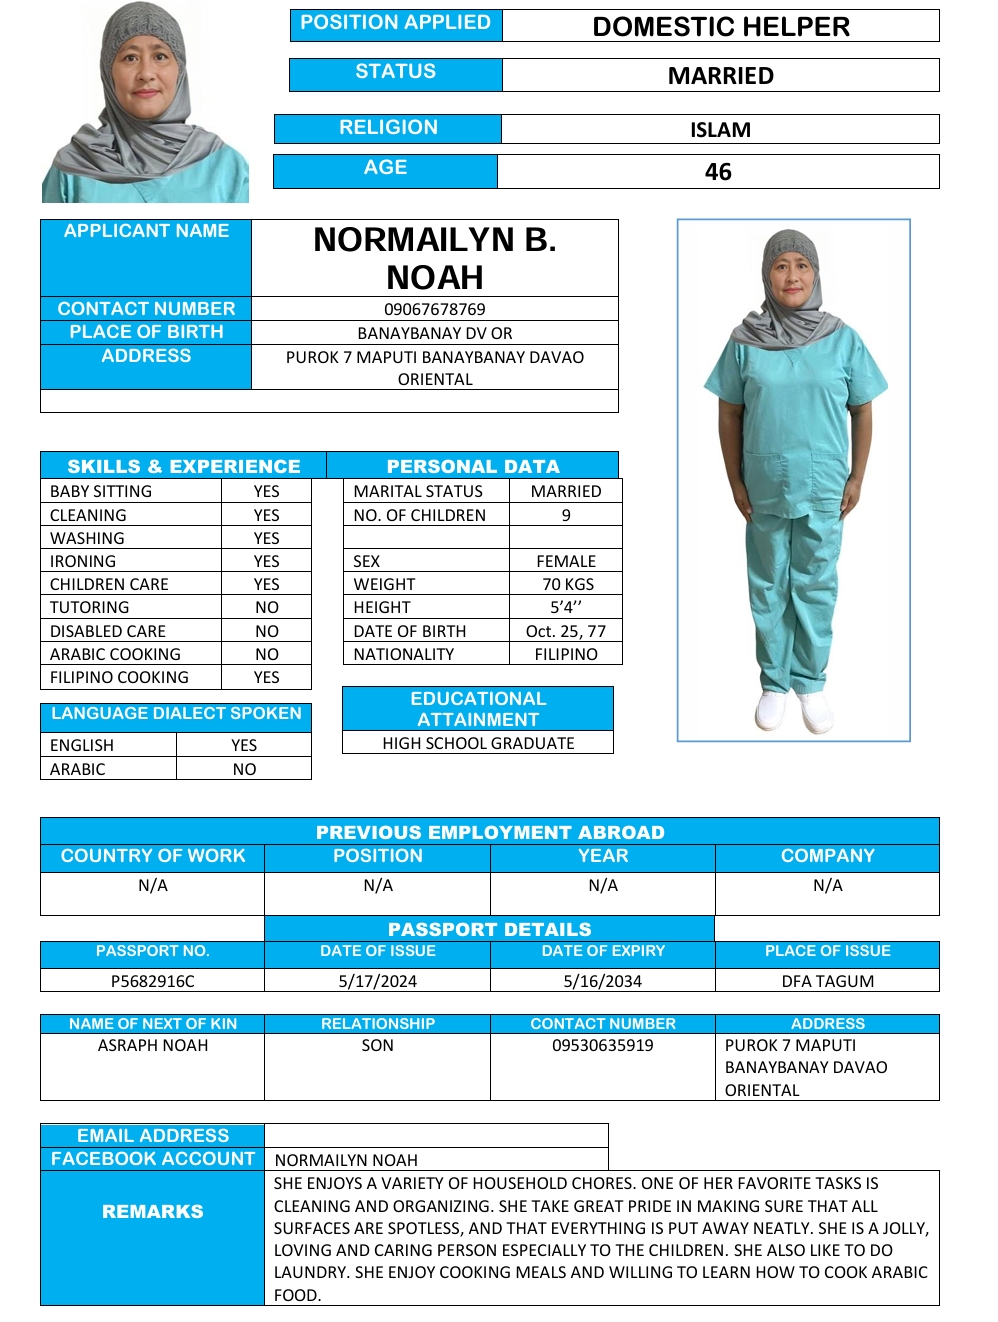 POSITION APPLIED DOMESTIC HELPER
STATUS MARRIED
RELIGION ISLAM
AGE 46
APPLICANT NAME NORMAILYN B.
NOAH
CONTACT NUMBER 09067678769
PLACE OF BIRTH BANAYBANAY DV OR
ADDRESS PUROK 7 MAPUTI BANAYBANAY DAVAO
ORIENTAL
SKILLS & EXPERIENCE PERSONAL DATA
BABY SITTING YES MARITAL STATUS MARRIED
CLEANING YES NO. OF CHILDREN 9
WASHING YES
IRONING YES SEX FEMALE
CHILDREN CARE YES WEIGHT 70 KGS
TUTORING NO HEIGHT 5’4’’
DISABLED CARE NO DATE OF BIRTH Oct. 25, 77
ARABIC COOKING NO NATIONALITY FILIPINO
FILIPINO COOKING YES
LANGUAGE DIALECT SPOKEN
ENGLISH YES
ARABIC NO
EDUCATIONAL
ATTAINMENT
HIGH SCHOOL GRADUATE
PREVIOUS EMPLOYMENT ABROAD
COUNTRY OF WORK POSITION YEAR COMPANY
N/A N/A N/A N/A
PASSPORT DETAILS
PASSPORT NO. DATE OF ISSUE DATE OF EXPIRY PLACE OF ISSUE
P5682916C 5/17/2024 5/16/2034 DFA TAGUM
NAME OF NEXT OF KIN RELATIONSHIP CONTACT NUMBER ADDRESS
ASRAPH NOAH SON 09530635919 PUROK 7 MAPUTI
BANAYBANAY DAVAO
ORIENTAL
EMAIL ADDRESS
FACEBOOK ACCOUNT NORMAILYN NOAH
REMARKS
SHE ENJOYS A VARIETY OF HOUSEHOLD CHORES. ONE OF HER FAVORITE TASKS IS
CLEANING AND ORGANIZING. SHE TAKE GREAT PRIDE IN MAKING SURE THAT ALL
SURFACES ARE SPOTLESS, AND THAT EVERYTHING IS PUT AWAY NEATLY. SHE IS A JOLLY,
LOVING AND CARING PERSON ESPECIALLY TO THE CHILDREN. SHE ALSO LIKE TO DO
LAUNDRY. SHE ENJOY COOKING MEALS AND WILLING TO LEARN HOW TO COOK ARABIC
FOOD.